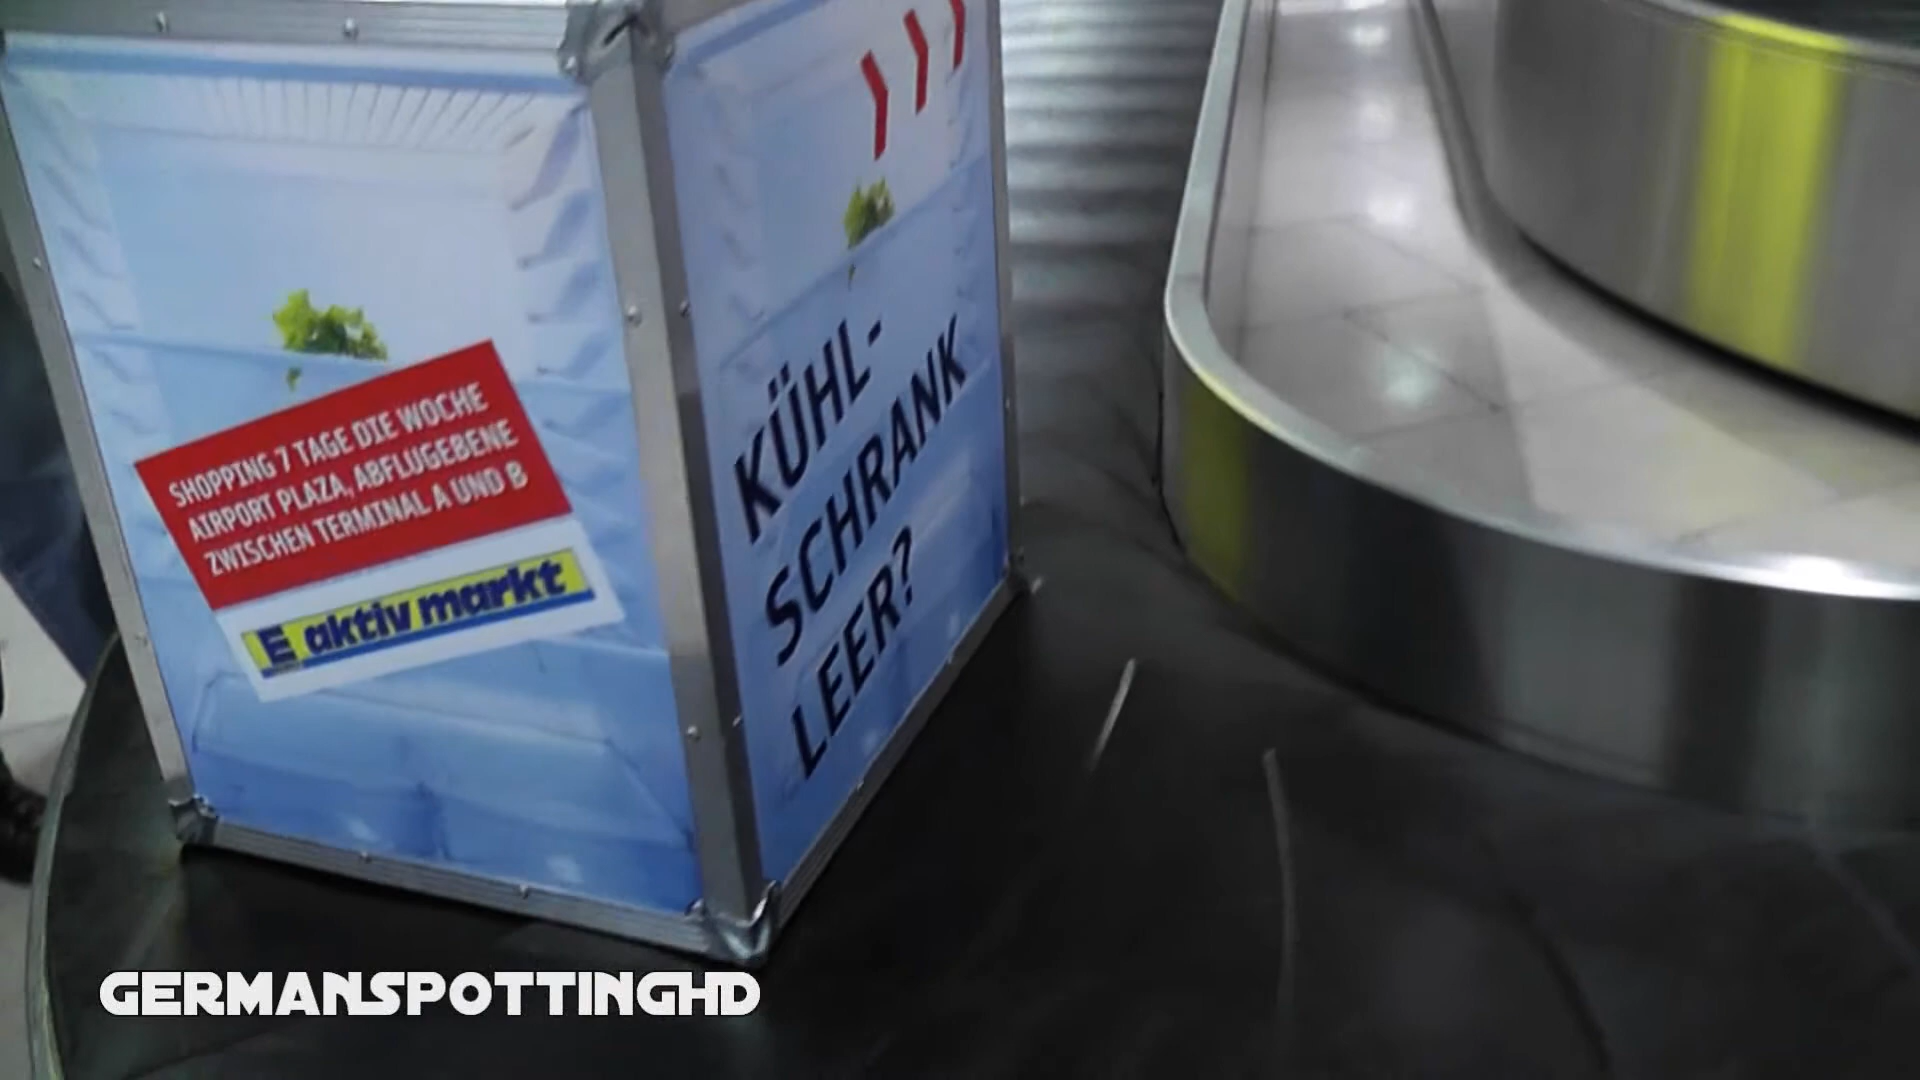 SHOPPING 7 TAGE DIE WOCHE
AIRPORT PLAZA, ABFLUGEBENE
ZWISCHEN TERMINAL A UND B
E aktiv markt
KÜHL-
SCHRANK
LEER?
GERMANSPOTTINGHD